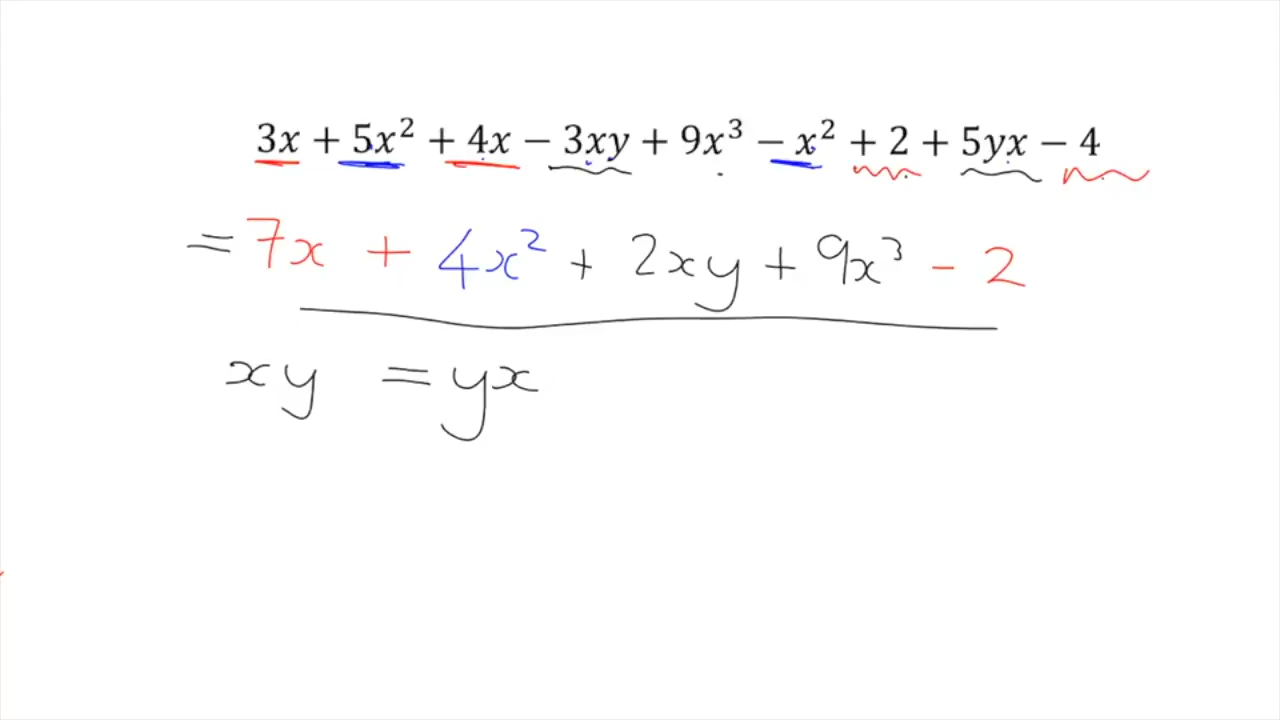 3x + 5x² + 4x − 3xy + 9x³ − x² + 2 + 5yx − 4
= 7x + 4x² + 2xy + 9x³ - 2
xy = yx